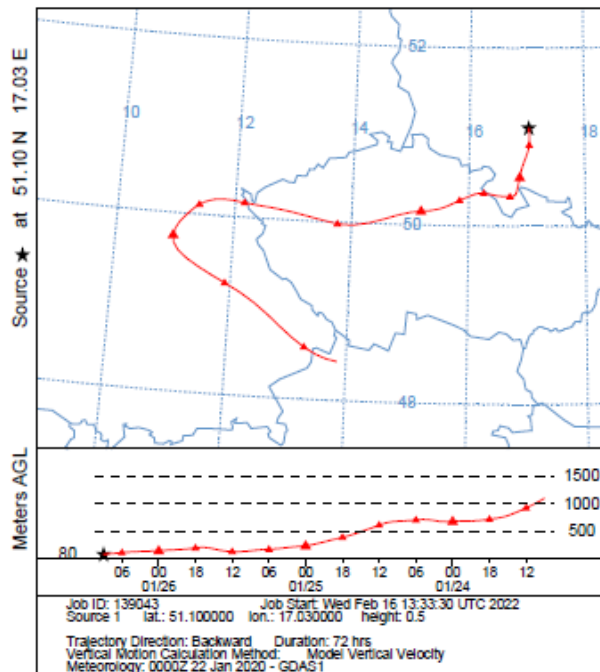 Source ★ at 51.10 N 17.03 E
52
10
12
14
16
18
50
48
Meters AGL
1500
1000
500
80
06 00 18 12 06 00 18 12 06 00 18 12
01/26 01/25 01/24
Job ID: 139043 Job Start: Wed Feb 16 13:33:30 UTC 2022
Source 1 lat.: 51.100000 lon.: 17.030000 height: 0.5
Trajectory Direction: Backward Duration: 72 hrs
Vertical Motion Calculation Method: Model Vertical Velocity
Meteorology: 0000Z 22 Jan 2020 - GDAS1